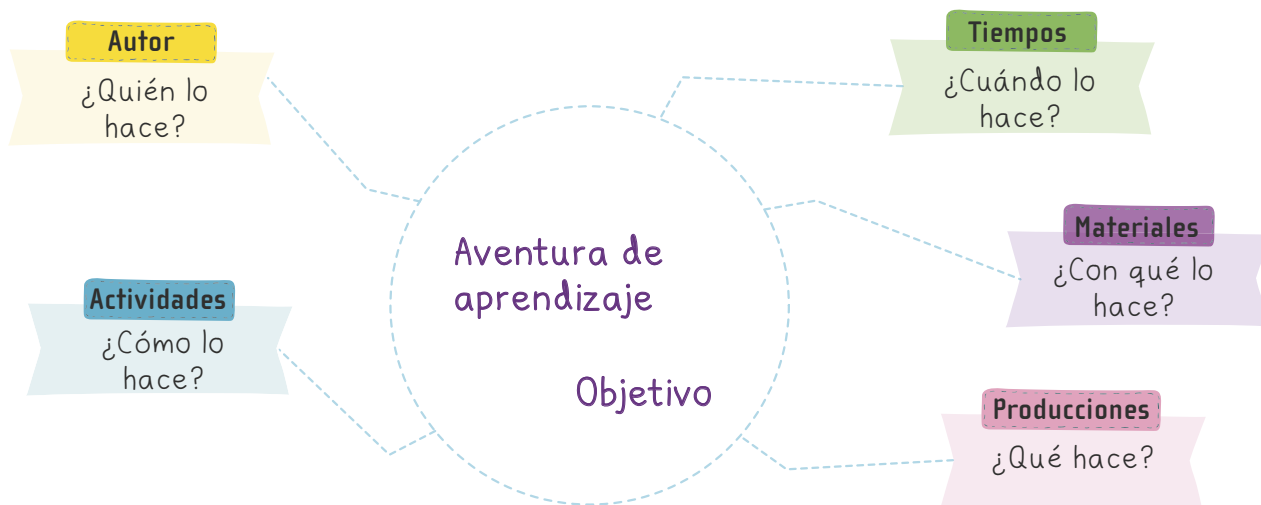 Autor
¿Quién lo
hace?
Tiempos
¿Cuándo lo
hace?
Aventura de
aprendizaje
Objetivo
Materiales
¿Con qué lo
hace?
Actividades
¿Cómo lo
hace?
Producciones
¿Qué hace?